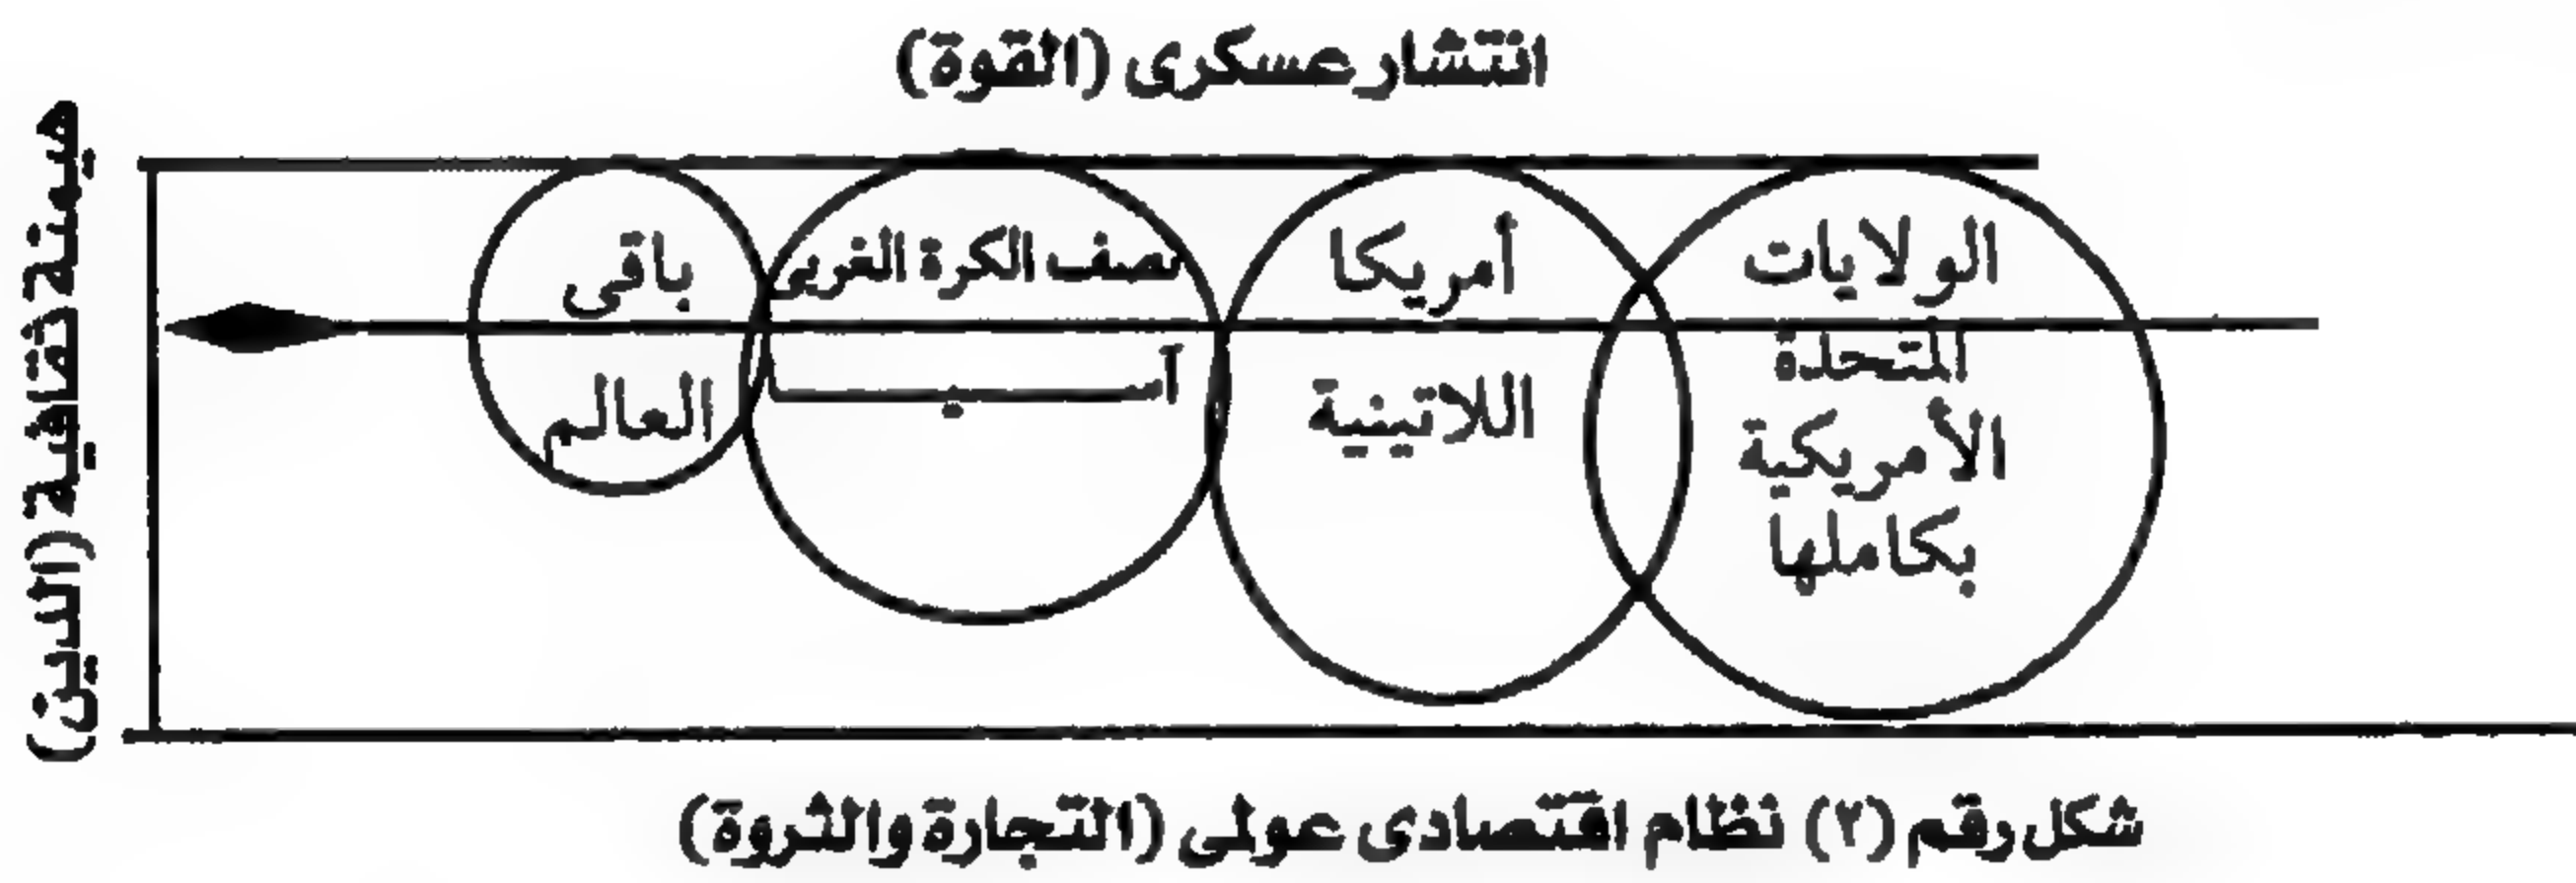 انتشار عسكرى (القوة)
هيمنة ثقافية (الدين)
الولايات
المتحدة
الأمريكية
بكاملها
أمريكا
اللاتينية
نصف الكرة الغربى
باقى
العالم
شكل رقم (٢) نظام اقتصادى عولمى (التجارة والثروة)